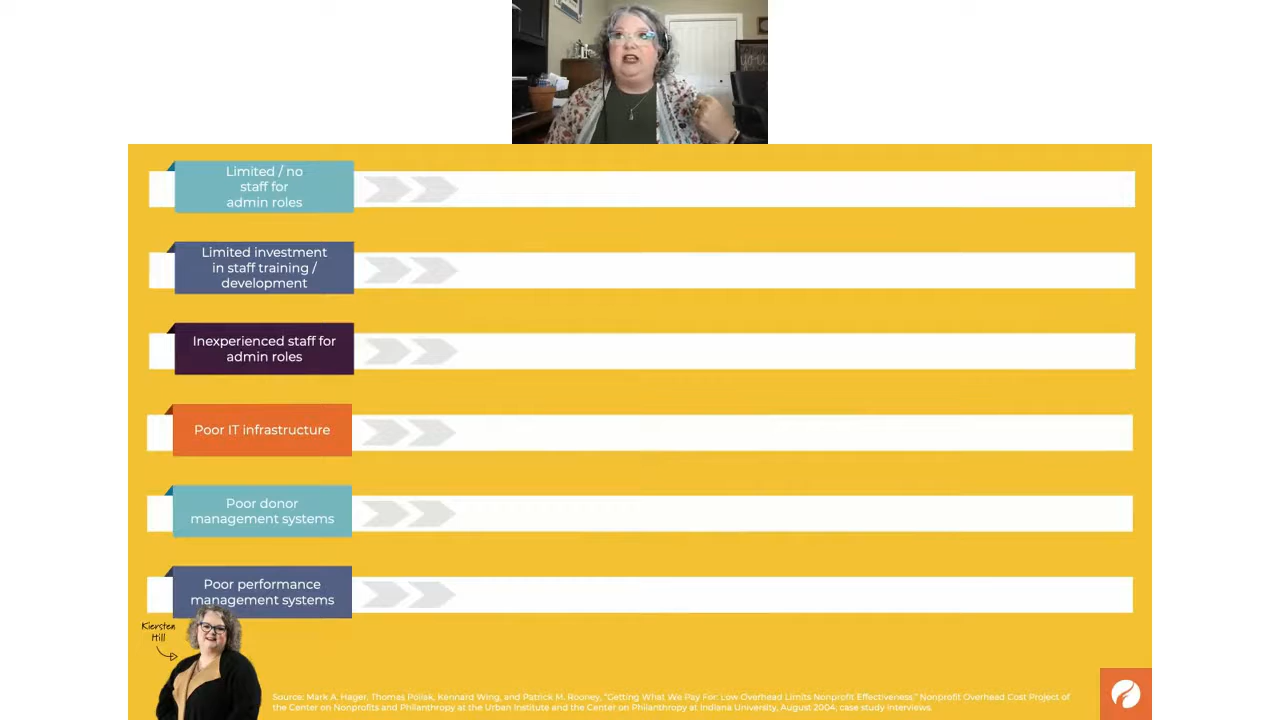 Limited / no
staff for
admin roles
Limited investment
in staff training /
development
Inexperienced staff for
admin roles
Poor IT infrastructure
Poor donor
management systems
Poor performance
management systems
Kiersten
Hill
Source: Mark A. Hager, Thomas Pollak, Kennard Wing, and Patrick M. Rooney, "Getting What We Pay For: Low Overhead Limits Nonprofit Effectiveness," Nonprofit Overhead Cost Project of
the Center on Nonprofits and Philanthropy at the Urban Institute and the Center on Philanthropy at Indiana University, August 2004; case study interviews.